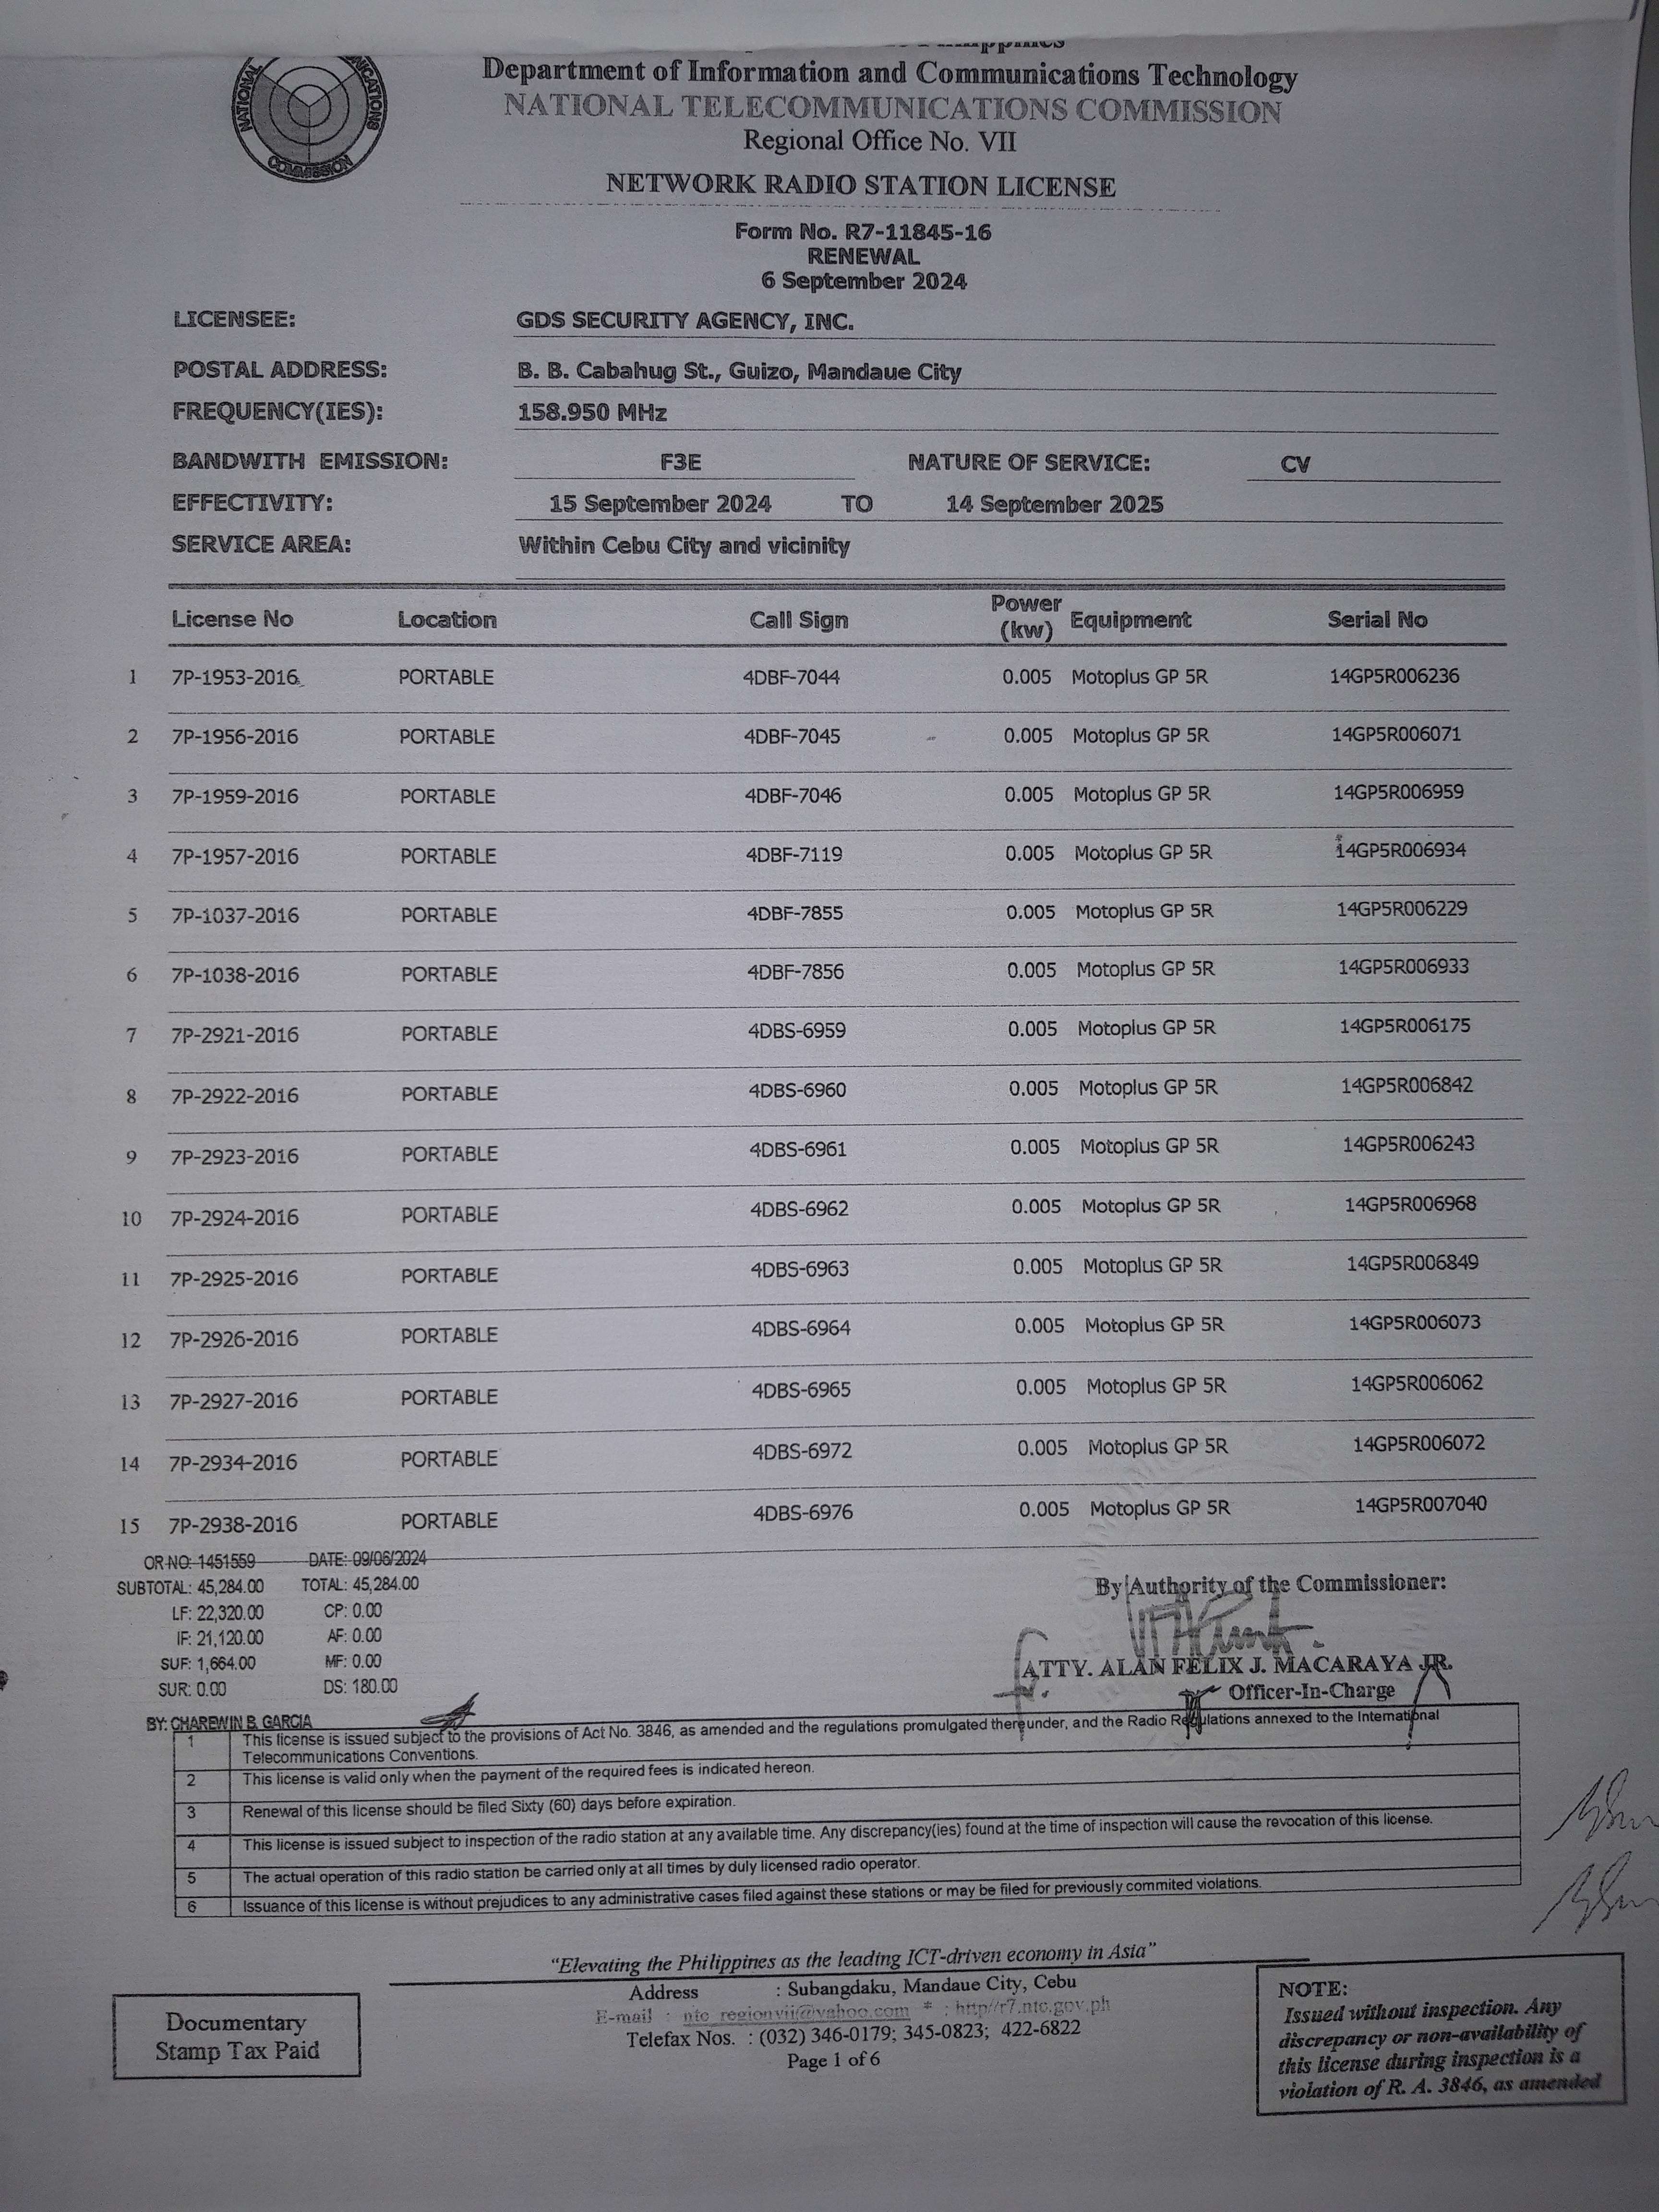 NATIONAL
COMMISSION
Department of Information and Communications Technology
NATIONAL TELECOMMUNICATIONS COMMISSION
Regional Office No. VII
NETWORK RADIO STATION LICENSE
Form No. R7-11845-16
RENEWAL
6 September 2024
LICENSEE: GDS SECURITY AGENCY, INC.
POSTAL ADDRESS: B. B. Cabahug St., Guizo, Mandaue City
FREQUENCY(IES): 158.950 MHz
BANDWITH EMISSION: F3E NATURE OF SERVICE: CV
EFFECTIVITY: 15 September 2024 TO 14 September 2025
SERVICE AREA: Within Cebu City and vicinity
License No Location Call Sign Power (kw) Equipment Serial No
1 7P-1953-2016 PORTABLE 4DBF-7044 0.005 Motoplus GP 5R 14GP5R006236
2 7P-1956-2016 PORTABLE 4DBF-7045 0.005 Motoplus GP 5R 14GP5R006071
3 7P-1959-2016 PORTABLE 4DBF-7046 0.005 Motoplus GP 5R 14GP5R006959
4 7P-1957-2016 PORTABLE 4DBF-7119 0.005 Motoplus GP 5R 14GP5R006934
5 7P-1037-2016 PORTABLE 4DBF-7855 0.005 Motoplus GP 5R 14GP5R006229
6 7P-1038-2016 PORTABLE 4DBF-7856 0.005 Motoplus GP 5R 14GP5R006933
7 7P-2921-2016 PORTABLE 4DBS-6959 0.005 Motoplus GP 5R 14GP5R006175
8 7P-2922-2016 PORTABLE 4DBS-6960 0.005 Motoplus GP 5R 14GP5R006842
9 7P-2923-2016 PORTABLE 4DBS-6961 0.005 Motoplus GP 5R 14GP5R006243
10 7P-2924-2016 PORTABLE 4DBS-6962 0.005 Motoplus GP 5R 14GP5R006968
11 7P-2925-2016 PORTABLE 4DBS-6963 0.005 Motoplus GP 5R 14GP5R006849
12 7P-2926-2016 PORTABLE 4DBS-6964 0.005 Motoplus GP 5R 14GP5R006073
13 7P-2927-2016 PORTABLE 4DBS-6965 0.005 Motoplus GP 5R 14GP5R006062
14 7P-2934-2016 PORTABLE 4DBS-6972 0.005 Motoplus GP 5R 14GP5R006072
15 7P-2938-2016 PORTABLE 4DBS-6976 0.005 Motoplus GP 5R 14GP5R007040
OR NO: 1451559 DATE: 09/06/2024
SUBTOTAL: 45,284.00 TOTAL: 45,284.00
LF: 22,320.00 CP: 0.00
IF: 21,120.00 AF: 0.00
SUF: 1,664.00 MF: 0.00
SUR: 0.00 DS: 180.00
BY: CHAREWIN B. GARCIA
By Authority of the Commissioner:
ATTY. ALAN FELIX J. MACARAYA JR.
Officer-In-Charge
1 This license is issued subject to the provisions of Act No. 3846, as amended and the regulations promulgated thereunder, and the Radio Regulations annexed to the International
Telecommunications Conventions.
2 This license is valid only when the payment of the required fees is indicated hereon.
3 Renewal of this license should be filed Sixty (60) days before expiration.
4 This license is issued subject to inspection of the radio station at any available time. Any discrepancy(ies) found at the time of inspection will cause the revocation of this license.
5 The actual operation of this radio station be carried only at all times by duly licensed radio operator.
6 Issuance of this license is without prejudices to any administrative cases filed against these stations or may be filed for previously commited violations.
"Elevating the Philippines as the leading ICT-driven economy in Asia"
Address : Subangdaku, Mandaue City, Cebu
E-mail : ntc_regionvii@yahoo.com * : http//r7.ntc.gov.ph
Telefax Nos. : (032) 346-0179; 345-0823; 422-6822
Page 1 of 6
Documentary
Stamp Tax Paid
NOTE:
Issued without inspection. Any
discrepancy or non-availability of
this license during inspection is a
violation of R. A. 3846, as amended